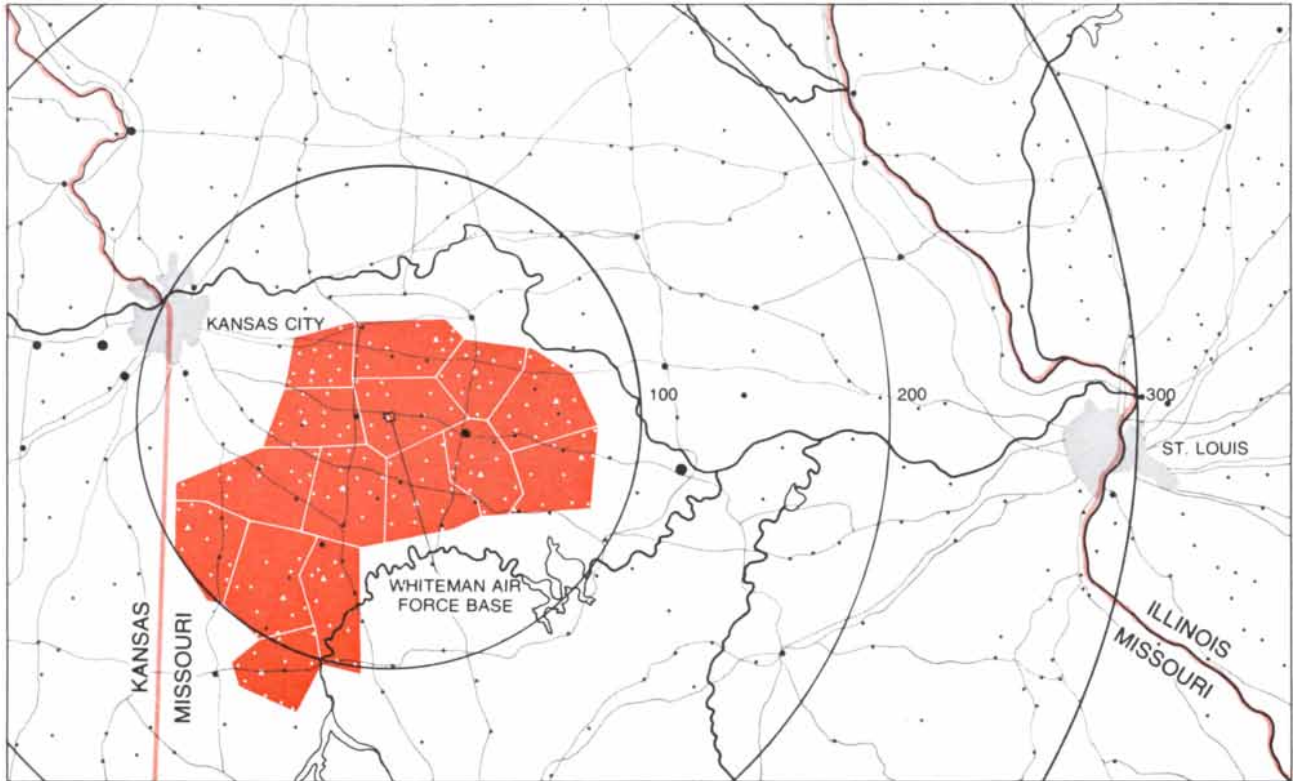 KANSAS CITY
100
200
300
ST. LOUIS
WHITEMAN AIR
FORCE BASE
KANSAS
MISSOURI
ILLINOIS
MISSOURI